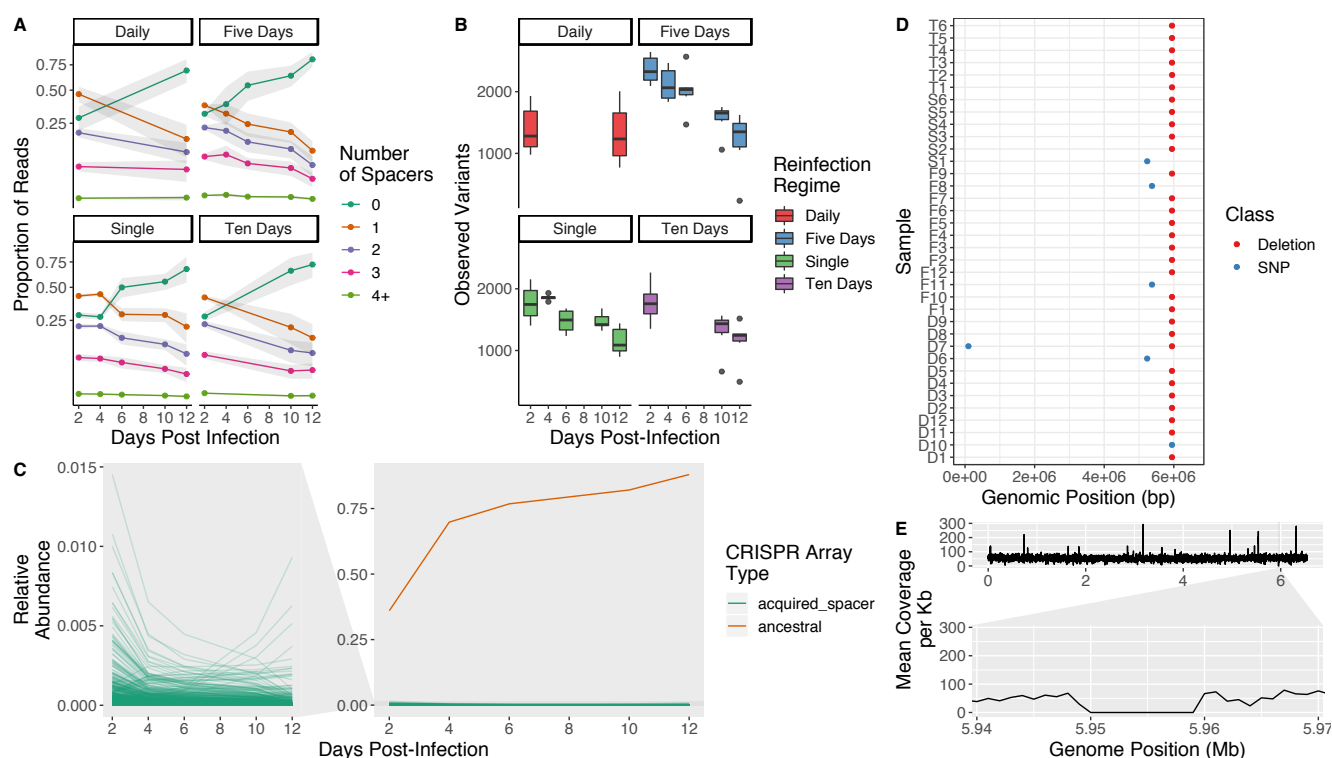 A
Daily
Five Days
0.75
0.50
0.25
Single
Ten Days
0.75
0.50
0.25
2 4 6 8 10 12 2 4 6 8 10 12
Days Post Infection
Proportion of Reads
Number
of Spacers
0
1
2
3
4+
B
Daily
Five Days
2000
1000
Single
Ten Days
2000
1000
2 4 6 8 10 12 2 4 6 8 10 12
Days Post-Infection
Observed Variants
Reinfection
Regime
Daily
Five Days
Single
Ten Days
C
0.015
0.010
0.005
0.000
2 4 6 8 10 12
0.75
0.50
0.25
0.00
2 4 6 8 10 12
Days Post-Infection
Relative
Abundance
CRISPR Array
Type
acquired_spacer
ancestral
D
T6
T5
T4
T3
T2
T1
S6
S5
S4
S3
S2
S1
F9
F8
F7
F6
F5
F4
F3
F2
F12
F11
F10
F1
D9
D8
D7
D6
D5
D4
D3
D2
D12
D11
D10
D1
Sample
0e+00 2e+06 4e+06 6e+06
Genomic Position (bp)
Class
Deletion
SNP
E
300
200
100
0
0 2 4 6
300
200
100
0
5.94 5.95 5.96 5.97
Genome Position (Mb)
Mean Coverage
per Kb